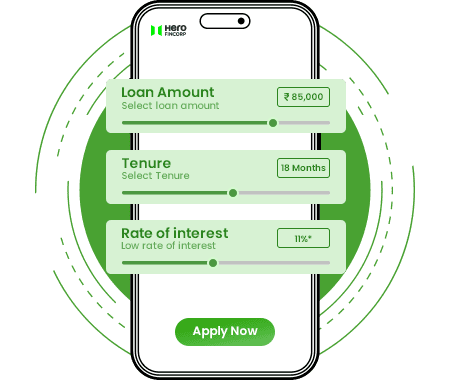 Hero
FINCORP
Loan Amount
Select loan amount
₹ 85,000
Tenure
Select Tenure
18 Months
Rate of interest
Low rate of interest
11%*
Apply Now